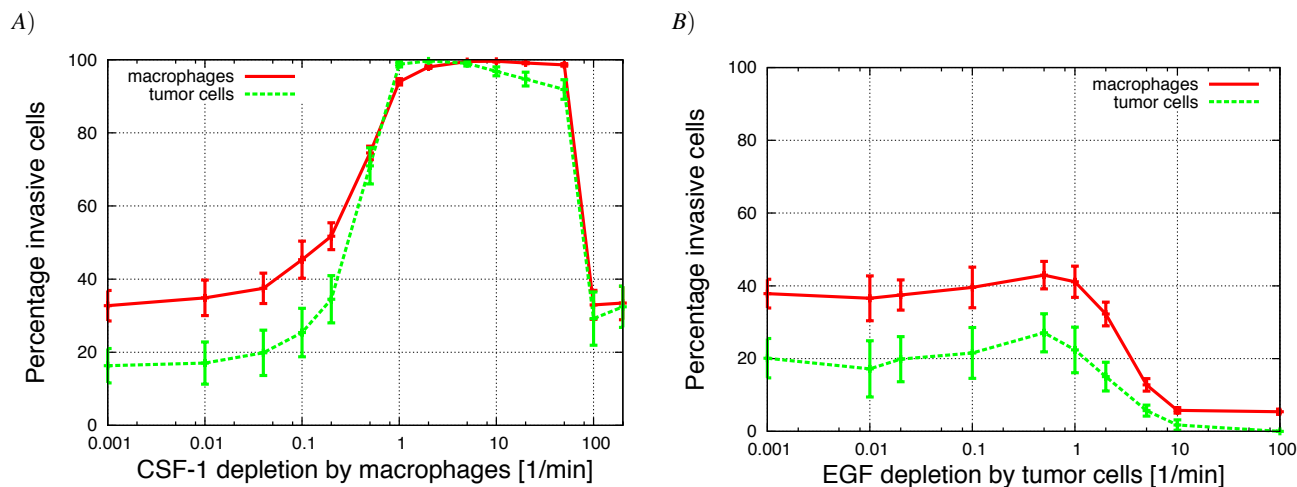 A)
100
80
60
40
20
0
0.001
0.01
0.1
1
10
100
Percentage invasive cells
CSF-1 depletion by macrophages [1/min]
macrophages
tumor cells
B)
100
80
60
40
20
0
0.001
0.01
0.1
1
10
100
Percentage invasive cells
EGF depletion by tumor cells [1/min]
macrophages
tumor cells